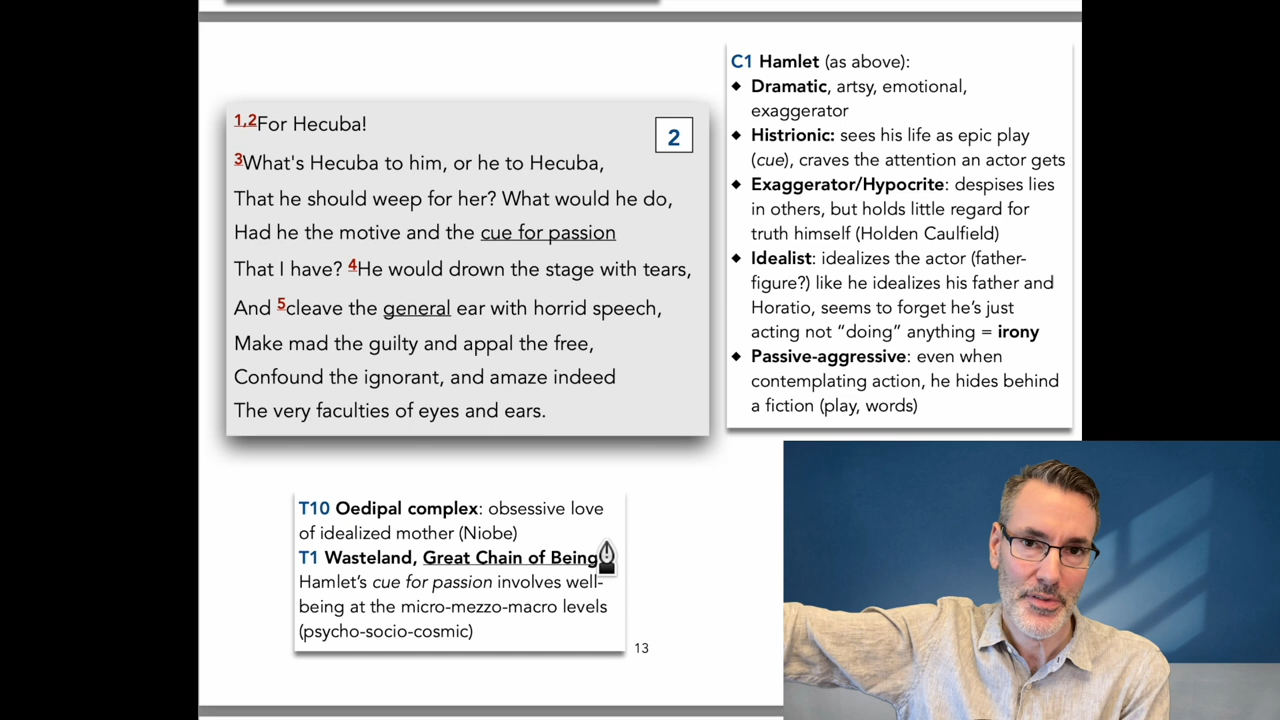 1,2For Hecuba!
2
3What's Hecuba to him, or he to Hecuba,
That he should weep for her? What would he do,
Had he the motive and the cue for passion
That I have? 4He would drown the stage with tears,
And 5cleave the general ear with horrid speech,
Make mad the guilty and appal the free,
Confound the ignorant, and amaze indeed
The very faculties of eyes and ears.
C1 Hamlet (as above):
◆ Dramatic, artsy, emotional,
exaggerator
◆ Histrionic: sees his life as epic play
(cue), craves the attention an actor gets
◆ Exaggerator/Hypocrite: despises lies
in others, but holds little regard for
truth himself (Holden Caulfield)
◆ Idealist: idealizes the actor (father-
figure?) like he idealizes his father and
Horatio, seems to forget he's just
acting not “doing” anything = irony
◆ Passive-aggressive: even when
contemplating action, he hides behind
a fiction (play, words)
T10 Oedipal complex: obsessive love
of idealized mother (Niobe)
T1 Wasteland, Great Chain of Being
Hamlet's cue for passion involves well-
being at the micro-mezzo-macro levels
(psycho-socio-cosmic)
13